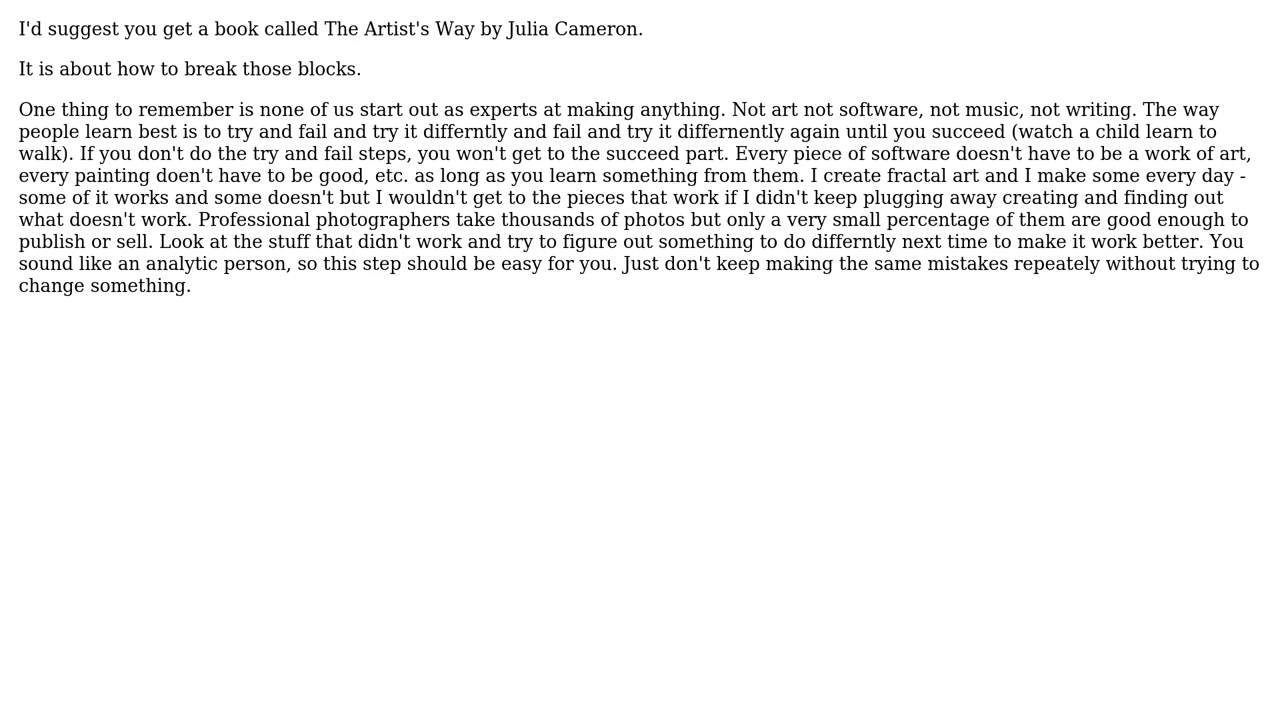 I'd suggest you get a book called The Artist's Way by Julia Cameron.
It is about how to break those blocks.
One thing to remember is none of us start out as experts at making anything. Not art not software, not music, not writing. The way
people learn best is to try and fail and try it differntly and fail and try it differnently again until you succeed (watch a child learn to
walk). If you don't do the try and fail steps, you won't get to the succeed part. Every piece of software doesn't have to be a work of art,
every painting doen't have to be good, etc. as long as you learn something from them. I create fractal art and I make some every day -
some of it works and some doesn't but I wouldn't get to the pieces that work if I didn't keep plugging away creating and finding out
what doesn't work. Professional photographers take thousands of photos but only a very small percentage of them are good enough to
publish or sell. Look at the stuff that didn't work and try to figure out something to do differntly next time to make it work better. You
sound like an analytic person, so this step should be easy for you. Just don't keep making the same mistakes repeately without trying to
change something.